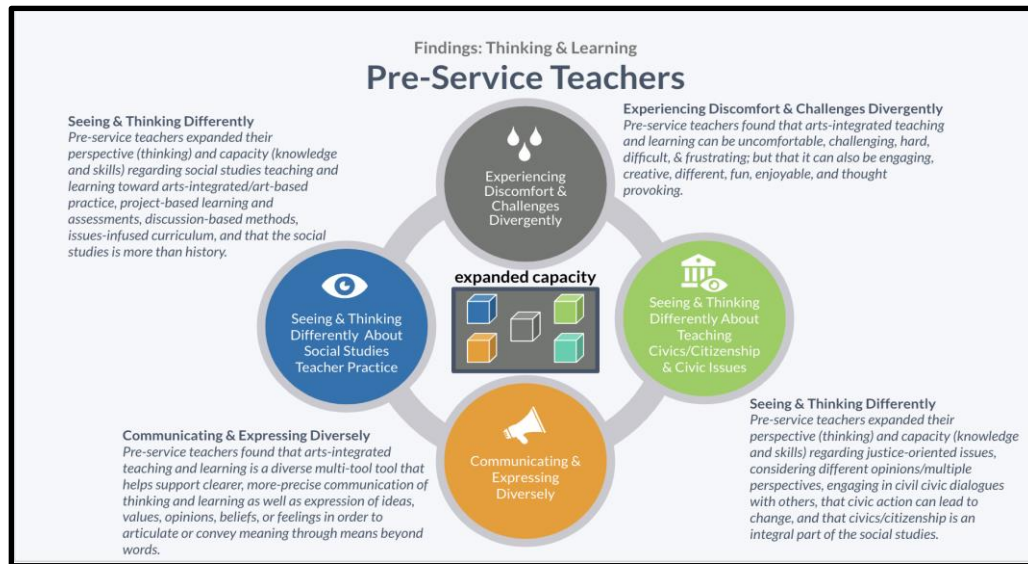 Findings: Thinking & Learning
Pre-Service Teachers
Seeing & Thinking Differently
Pre-service teachers expanded their
perspective (thinking) and capacity (knowledge
and skills) regarding social studies teaching and
learning toward arts-integrated/art-based
practice, project-based learning and
assessments, discussion-based methods,
issues-infused curriculum, and that the social
studies is more than history.
Experiencing Discomfort & Challenges Divergently
Pre-service teachers found that arts-integrated teaching
and learning can be uncomfortable, challenging, hard,
difficult, & frustrating; but that it can also be engaging,
creative, different, fun, enjoyable, and thought
provoking.
Experiencing
Discomfort &
Challenges
Divergently
expanded capacity
Seeing & Thinking
Differently About
Social Studies
Teacher Practice
Seeing & Thinking
Differently About
Teaching
Civics/Citizenship
& Civic Issues
Communicating &
Expressing
Diversely
Communicating & Expressing Diversely
Pre-service teachers found that arts-integrated
teaching and learning is a diverse multi-tool tool that
helps support clearer, more-precise communication of
thinking and learning as well as expression of ideas,
values, opinions, beliefs, or feelings in order to
articulate or convey meaning through means beyond
words.
Seeing & Thinking Differently
Pre-service teachers expanded their
perspective (thinking) and capacity (knowledge
and skills) regarding justice-oriented issues,
considering different opinions/multiple
perspectives, engaging in civil civic dialogues
with others, that civic action can lead to
change, and that civics/citizenship is an
integral part of the social studies.